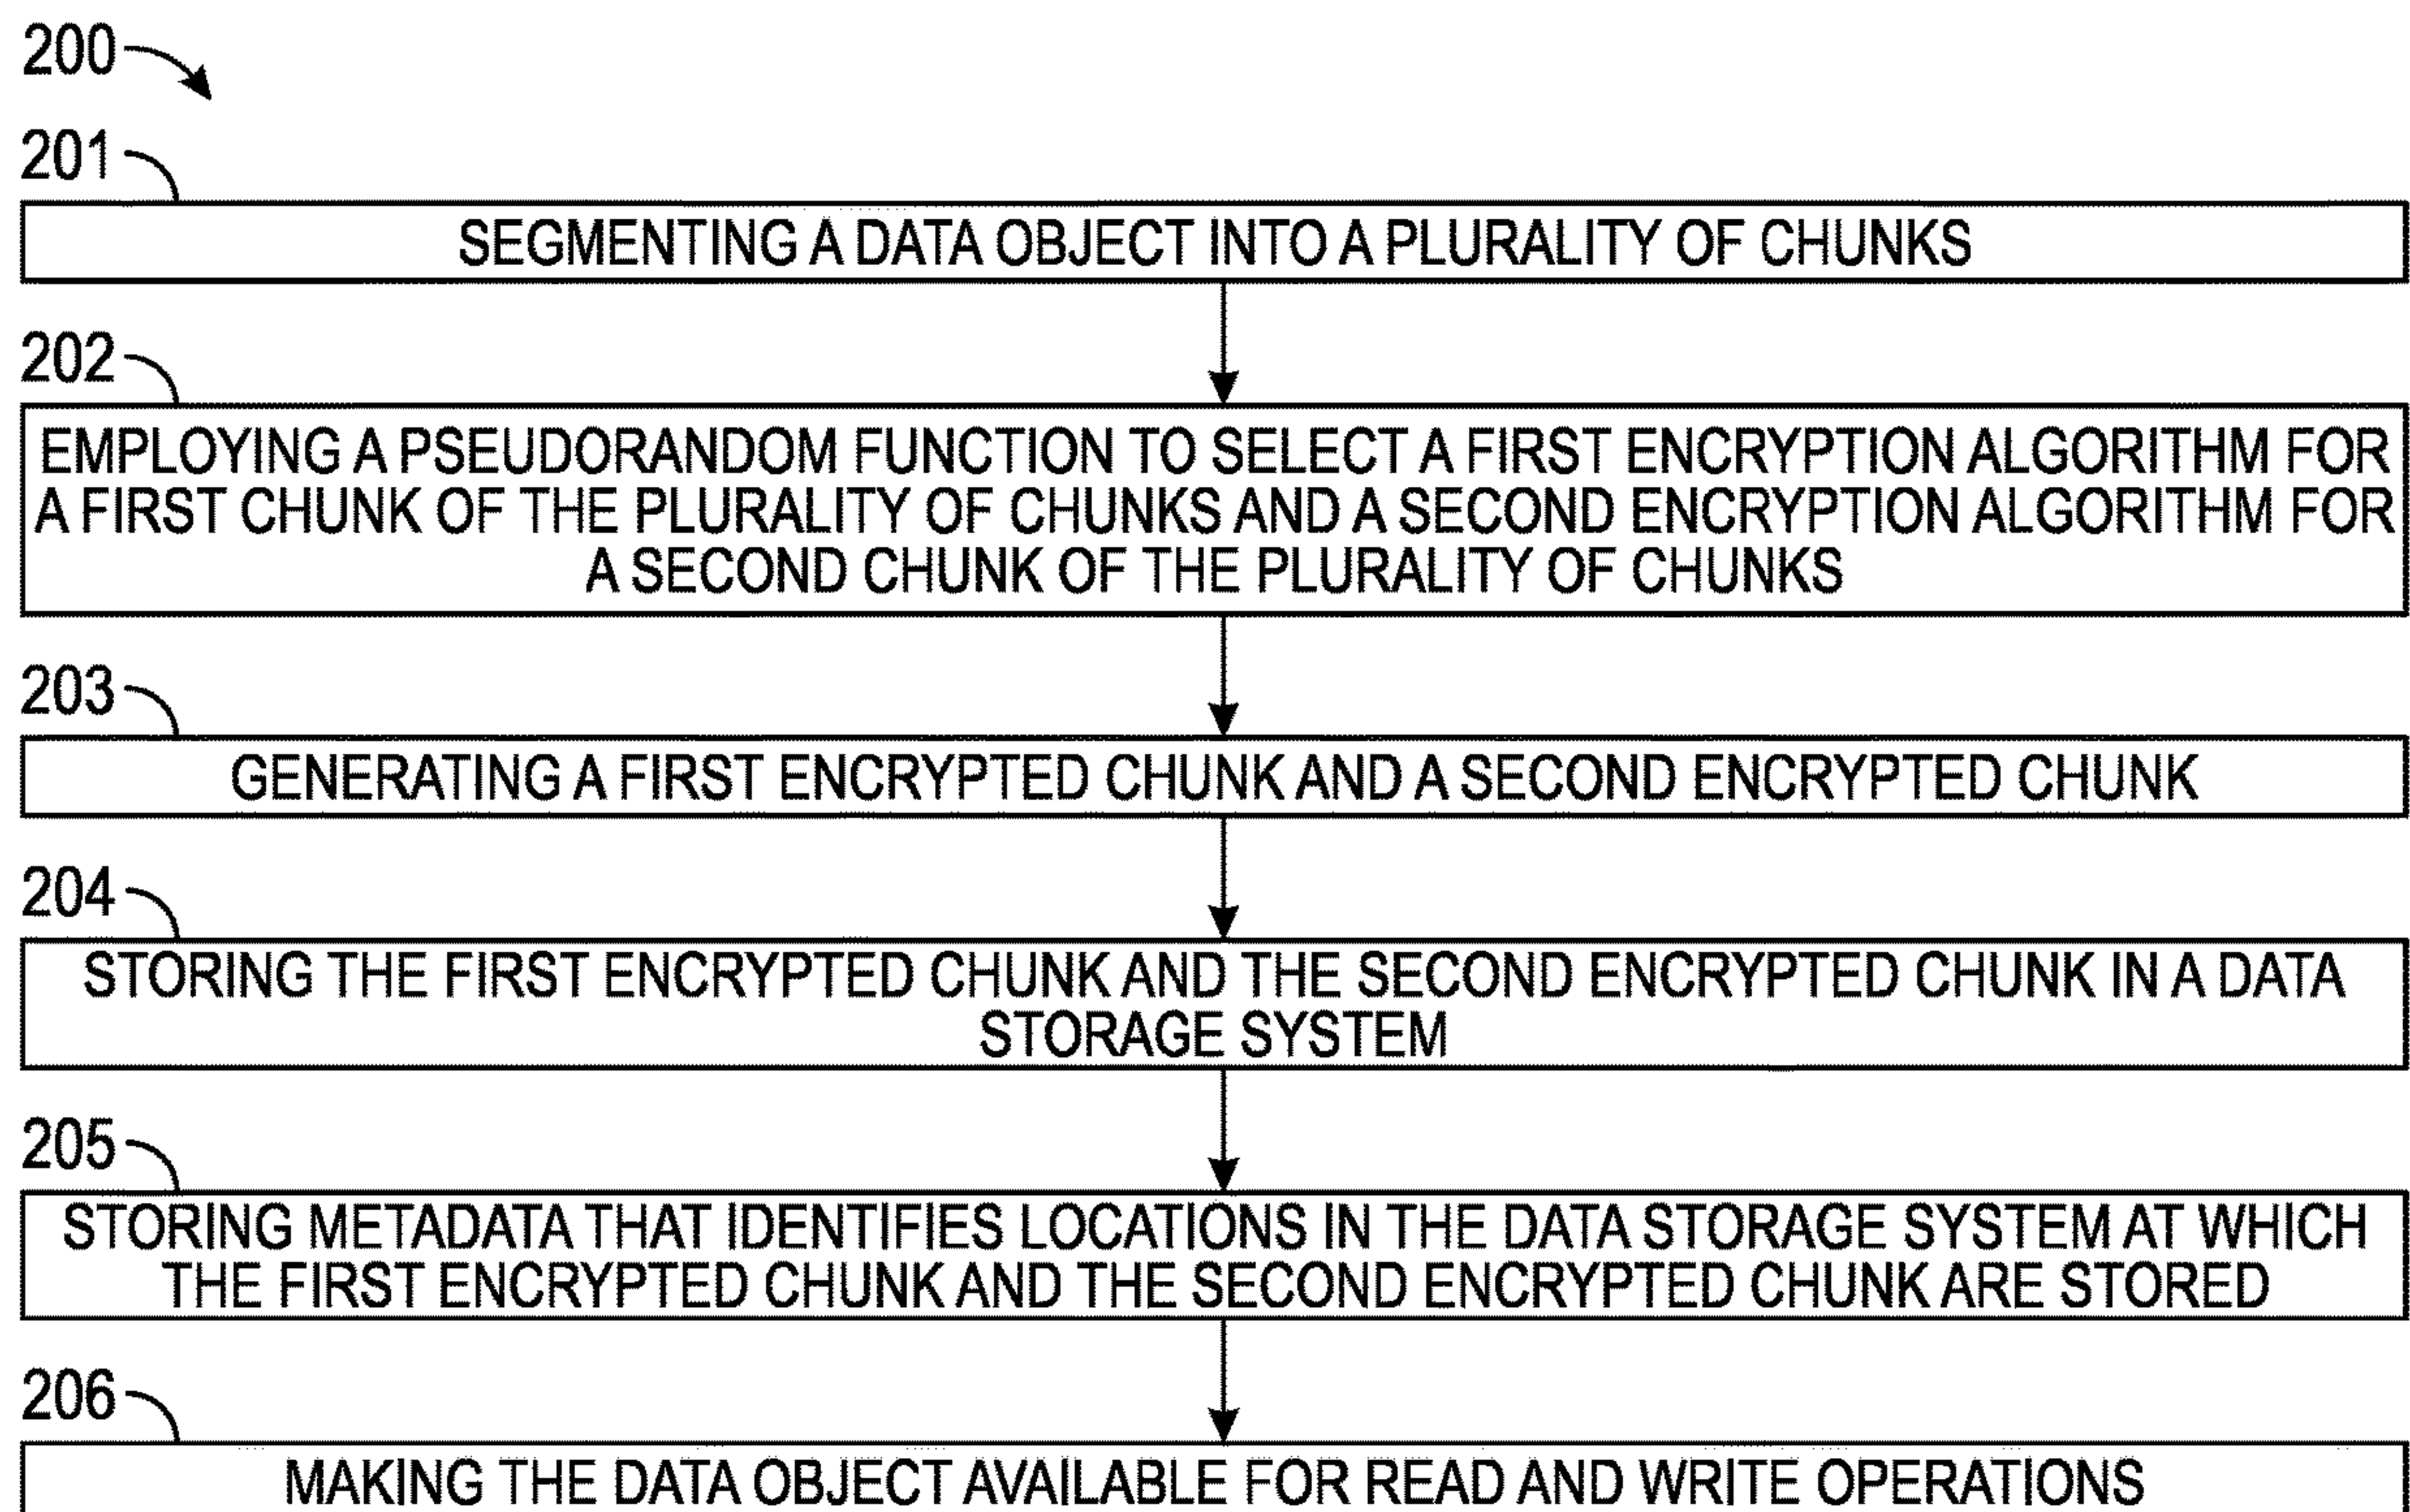 200
201
SEGMENTING A DATA OBJECT INTO A PLURALITY OF CHUNKS
202
EMPLOYING A PSEUDORANDOM FUNCTION TO SELECT A FIRST ENCRYPTION ALGORITHM FOR
A FIRST CHUNK OF THE PLURALITY OF CHUNKS AND A SECOND ENCRYPTION ALGORITHM FOR
A SECOND CHUNK OF THE PLURALITY OF CHUNKS
203
GENERATING A FIRST ENCRYPTED CHUNK AND A SECOND ENCRYPTED CHUNK
204
STORING THE FIRST ENCRYPTED CHUNK AND THE SECOND ENCRYPTED CHUNK IN A DATA
STORAGE SYSTEM
205
STORING METADATA THAT IDENTIFIES LOCATIONS IN THE DATA STORAGE SYSTEM AT WHICH
THE FIRST ENCRYPTED CHUNK AND THE SECOND ENCRYPTED CHUNK ARE STORED
206
MAKING THE DATA OBJECT AVAILABLE FOR READ AND WRITE OPERATIONS